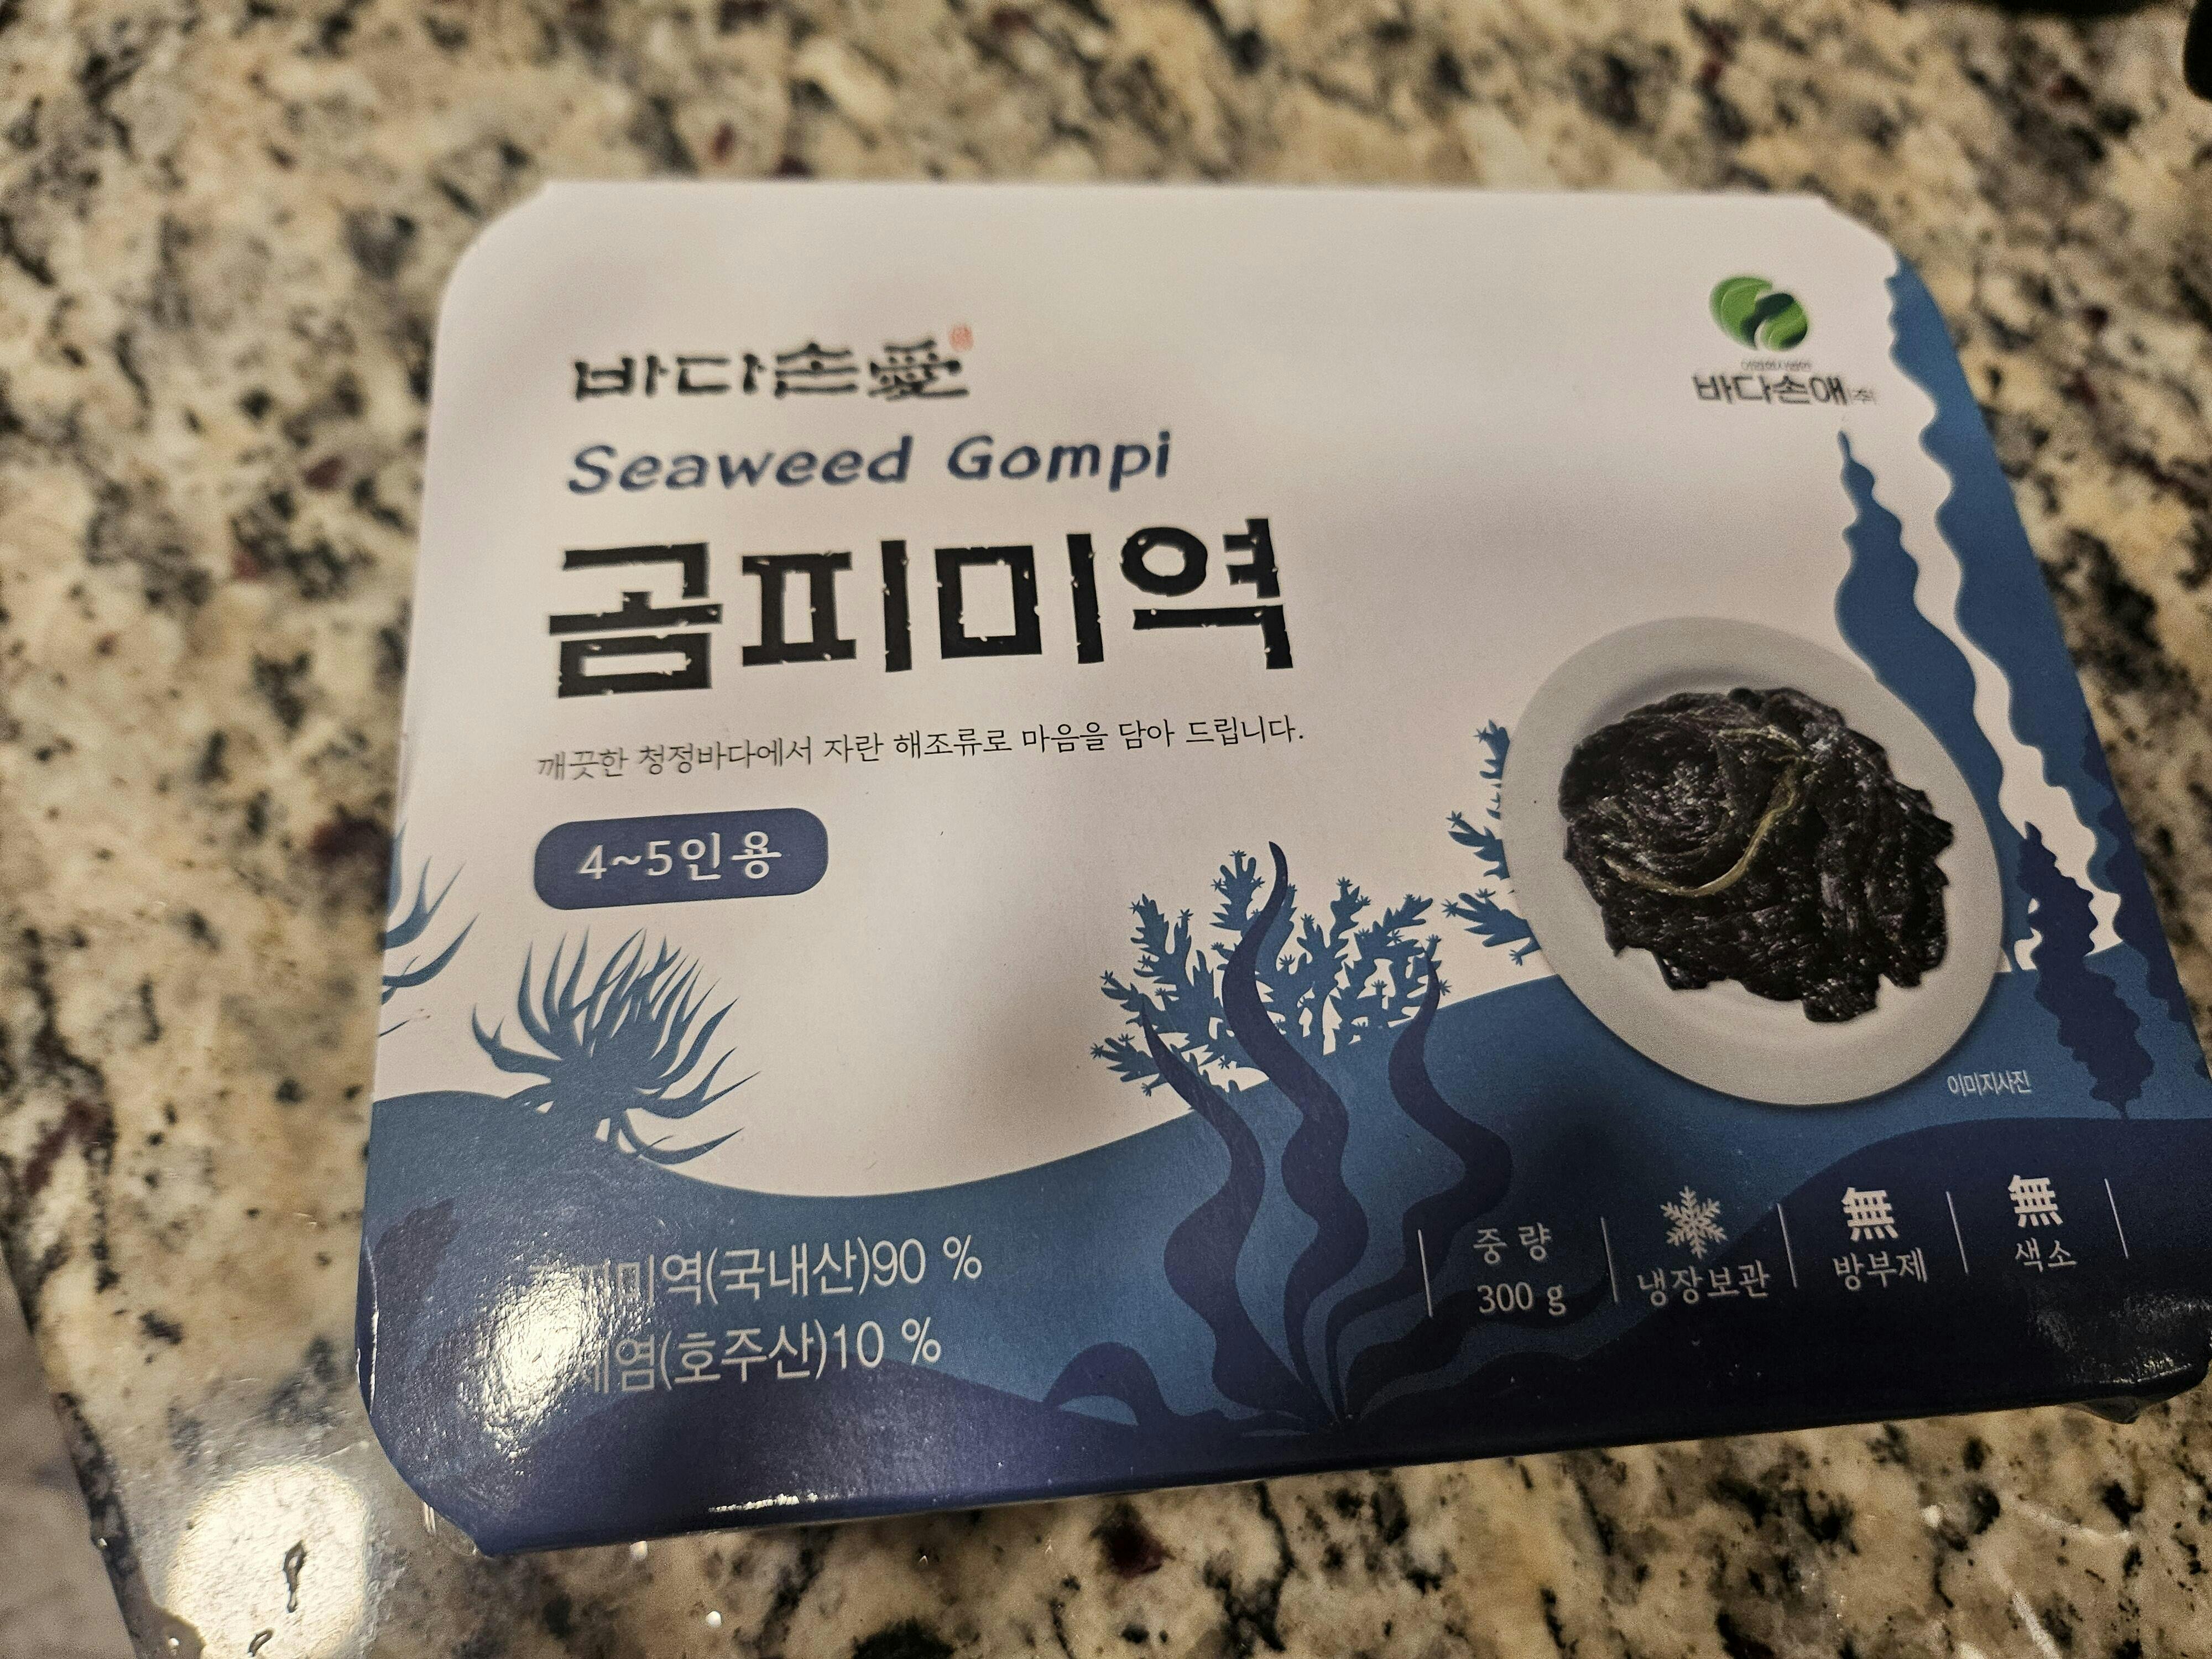 바다손愛
Seaweed Gompi
곰피미역
깨끗한 청정바다에서 자란 해조류로 마음을 담아 드립니다.
4~5인용
바다손애(주)
이미지사진
피미역(국내산)90 %
제염(호주산)10 %
중량
300 g
냉장보관
無
방부제
無
색소